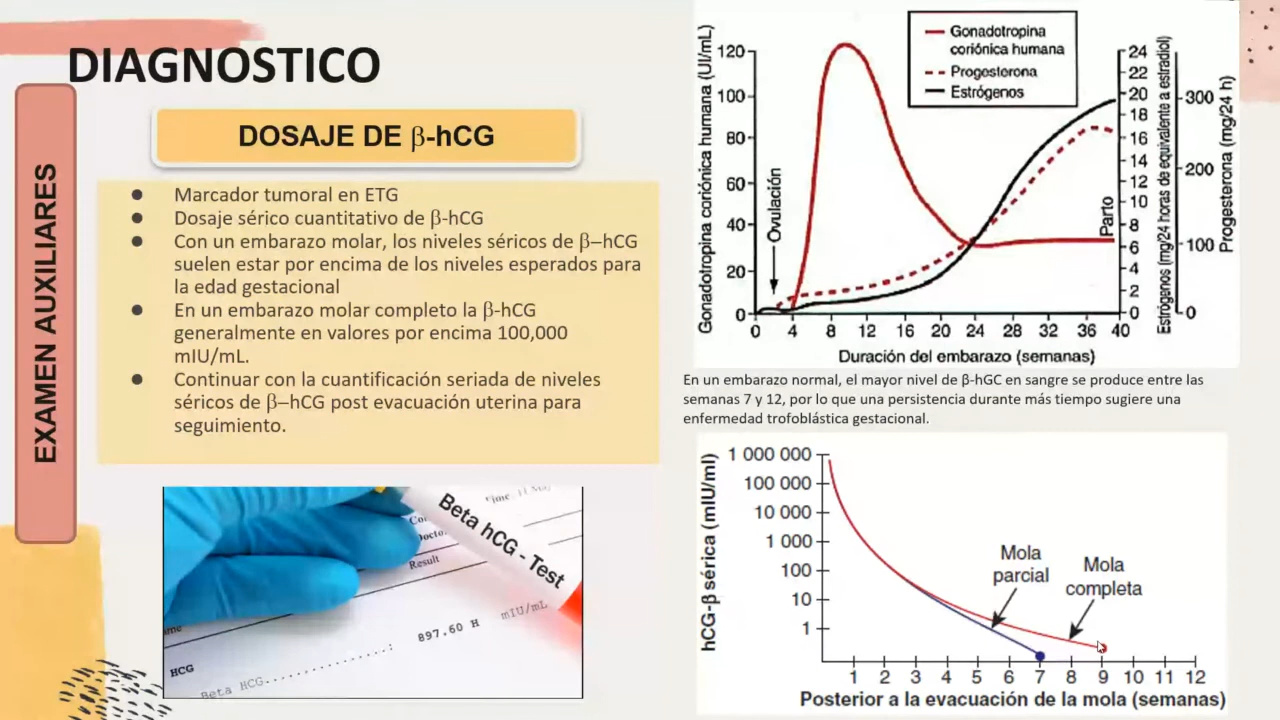 DIAGNOSTICO
EXAMEN AUXILIARES
DOSAJE DE β-hCG
● Marcador tumoral en ETG
● Dosaje sérico cuantitativo de β-hCG
● Con un embarazo molar, los niveles séricos de β–hCG
suelen estar por encima de los niveles esperados para
la edad gestacional
● En un embarazo molar completo la β-hCG
generalmente en valores por encima 100,000
mIU/mL.
● Continuar con la cuantificación seriada de niveles
séricos de β–hCG post evacuación uterina para
seguimiento.
Beta hCG - Test
Result
HCG
Beta HCG
897.60 H mIU/mL
Gonadotropina coriónica humana (UI/mL)
120
100
80
60
40
20
0
Ovulación
Gonadotropina
coriónica humana
Progesterona
Estrógenos
Parto
24
22
20
18
16
14
12
10
8
6
4
2
0
Estrógenos (mg/24 horas de equivalente a estradiol)
300
200
100
0
Progesterona (mg/24 h)
0 4 8 12 16 20 24 28 32 36 40
Duración del embarazo (semanas)
En un embarazo normal, el mayor nivel de β-hGC en sangre se produce entre las
semanas 7 y 12, por lo que una persistencia durante más tiempo sugiere una
enfermedad trofoblástica gestacional.
hCG-β sérica (mIU/ml)
1 000 000
100 000
10 000
1 000
100
10
1
Mola
parcial
Mola
completa
1 2 3 4 5 6 7 8 9 10 11 12
Posterior a la evacuación de la mola (semanas)